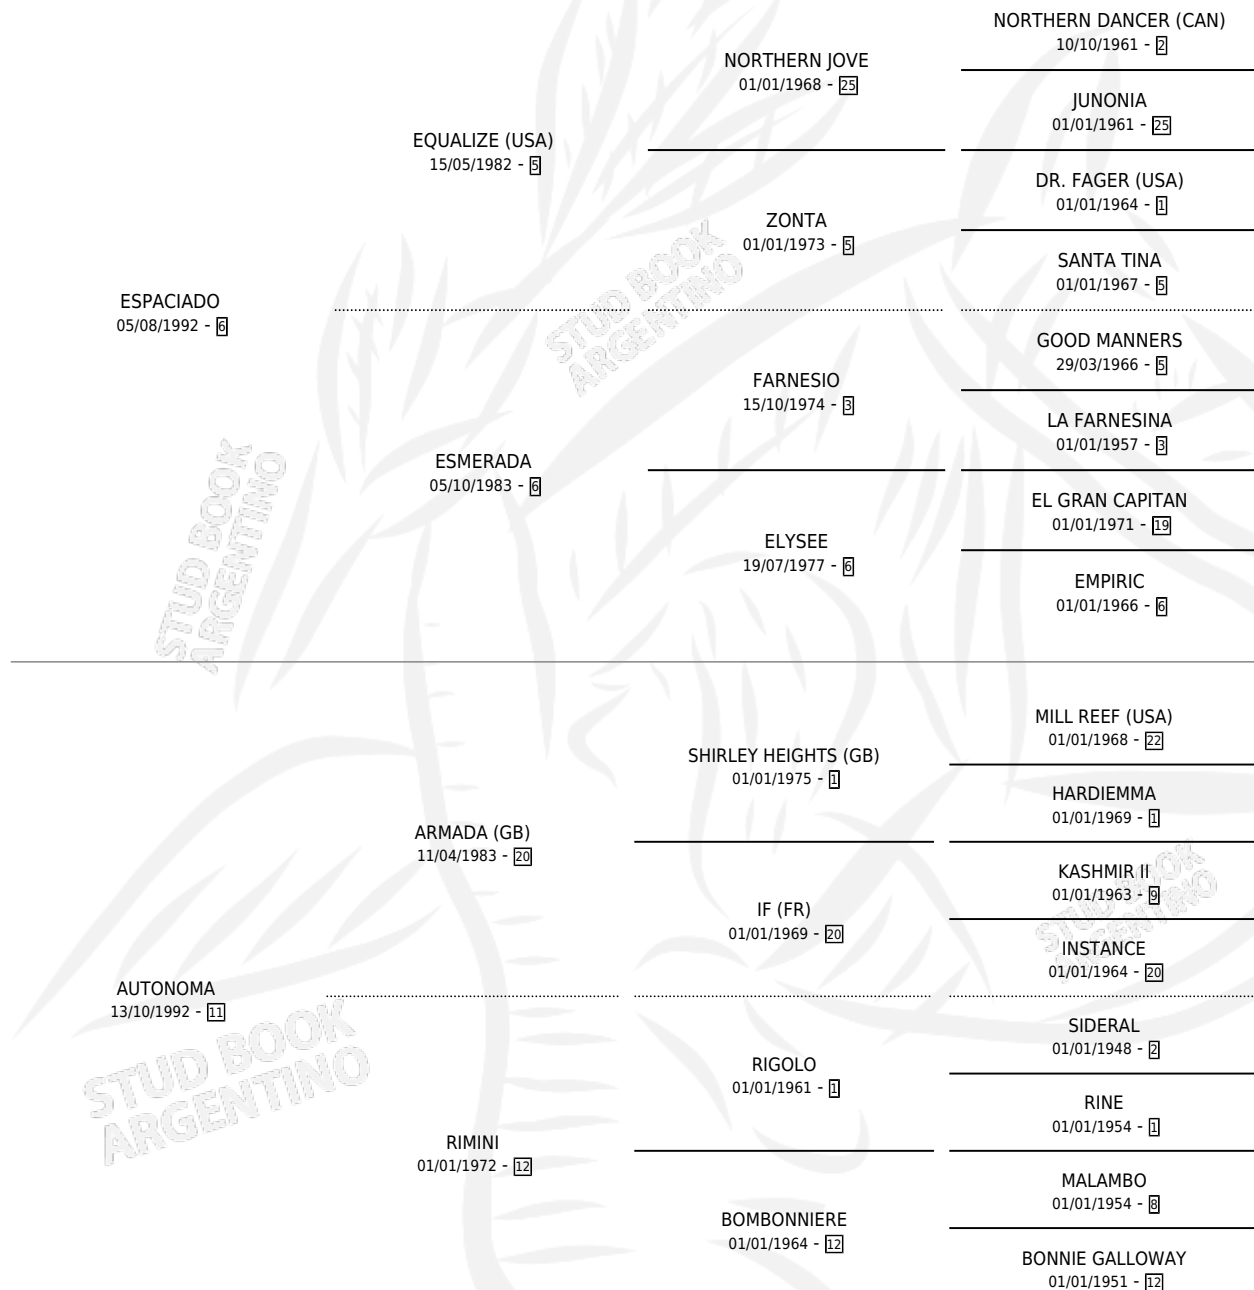 NORTHERN DANCER (CAN)
10/10/1961 - 2
NORTHERN JOVE
01/01/1968 - 25
JUNONIA
01/01/1961 - 25
EQUALIZE (USA)
15/05/1982 - 5
DR. FAGER (USA)
01/01/1964 - 1
ZONTA
01/01/1973 - 5
SANTA TINA
01/01/1967 - 5
ESPACIADO
05/08/1992 - 6
STUD BOOK
ARGENTINO
GOOD MANNERS
29/03/1966 - 5
FARNESIO
15/10/1974 - 3
LA FARNESINA
01/01/1957 - 3
ESMERADA
05/10/1983 - 6
EL GRAN CAPITAN
01/01/1971 - 19
ELYSEE
19/07/1977 - 6
EMPIRIC
01/01/1966 - 6
STUD BOOK
ARGENTINO
MILL REEF (USA)
01/01/1968 - 22
SHIRLEY HEIGHTS (GB)
01/01/1975 - 1
HARDIEMMA
01/01/1969 - 1
ARMADA (GB)
11/04/1983 - 20
KASHMIR II
01/01/1963 - 9
IF (FR)
01/01/1969 - 20
INSTANCE
01/01/1964 - 20
STUD BOOK
ARGENTINO
AUTONOMA
13/10/1992 - 11
SIDERAL
01/01/1948 - 2
RIGOLO
01/01/1961 - 1
RINE
01/01/1954 - 1
STUD BOOK
ARGENTINO
RIMINI
01/01/1972 - 12
MALAMBO
01/01/1954 - 8
BOMBONNIERE
01/01/1964 - 12
BONNIE GALLOWAY
01/01/1951 - 12